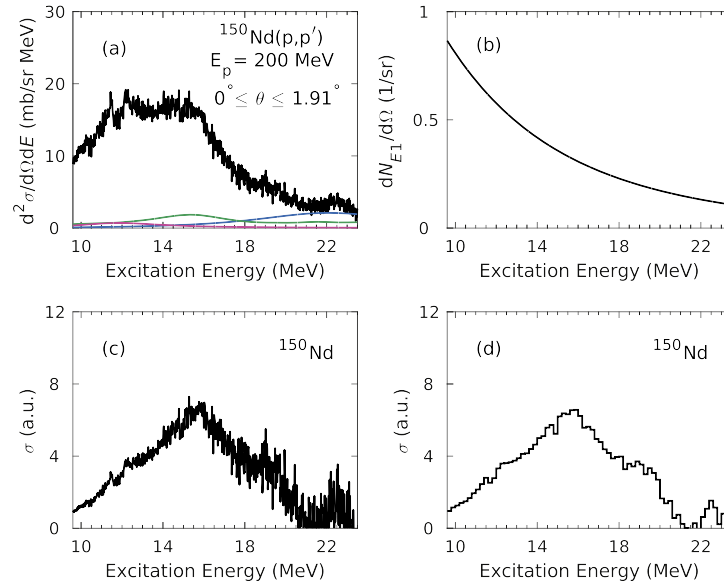 30
20
10
0
d²σ/dΩdE (mb/sr MeV)
(a)
¹⁵⁰Nd(p,p′)
Eₚ = 200 MeV
0° ≤ θ ≤ 1.91°
10 14 18 22
Excitation Energy (MeV)
1
0.5
0
dN_E1/dΩ (1/sr)
(b)
10 14 18 22
Excitation Energy (MeV)
12
8
4
0
σ (a.u.)
(c)
¹⁵⁰Nd
10 14 18 22
Excitation Energy (MeV)
12
8
4
0
σ (a.u.)
(d)
¹⁵⁰Nd
10 14 18 22
Excitation Energy (MeV)